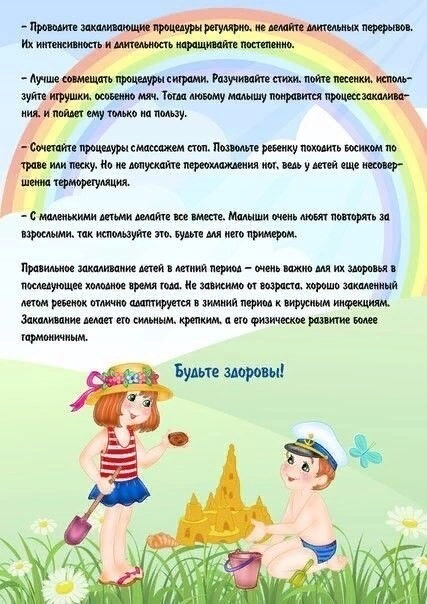 – Проводите закаливающие процедуры регулярно, не делайте длительных перерывов.
Их интенсивность и длительность наращивайте постепенно.
– Лучше совмещать процедуры с играми. Разучивайте стихи, пойте песенки, исполь-
зуйте игрушки, особенно мяч. Тогда любому малышу понравится процесс закалива-
ния, и пойдет ему только на пользу.
– Сочетайте процедуры с массажем стоп. Позвольте ребенку походить босиком по
траве или песку. Но не допускайте переохлаждения ног, ведь у детей еще несовер-
шенна терморегуляция.
– С маленькими детьми делайте все вместе. Малыши очень любят повторять за
взрослыми, так используйте это, будьте для него примером.
Правильное закаливание детей в летний период – очень важно для их здоровья в
последующее холодное время года. Не зависимо от возраста, хорошо закаленный
летом ребенок отлично адаптируется в зимний период к вирусным инфекциям.
Закаливание делает его сильным, крепким, а его физическое развитие более
гармоничным.
Будьте здоровы!